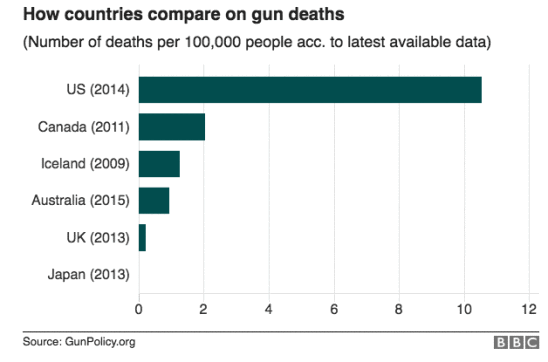 How countries compare on gun deaths
(Number of deaths per 100,000 people acc. to latest available data)
US (2014)
Canada (2011)
Iceland (2009)
Australia (2015)
UK (2013)
Japan (2013)
0 2 4 6 8 10 12
Source: GunPolicy.org
BBC